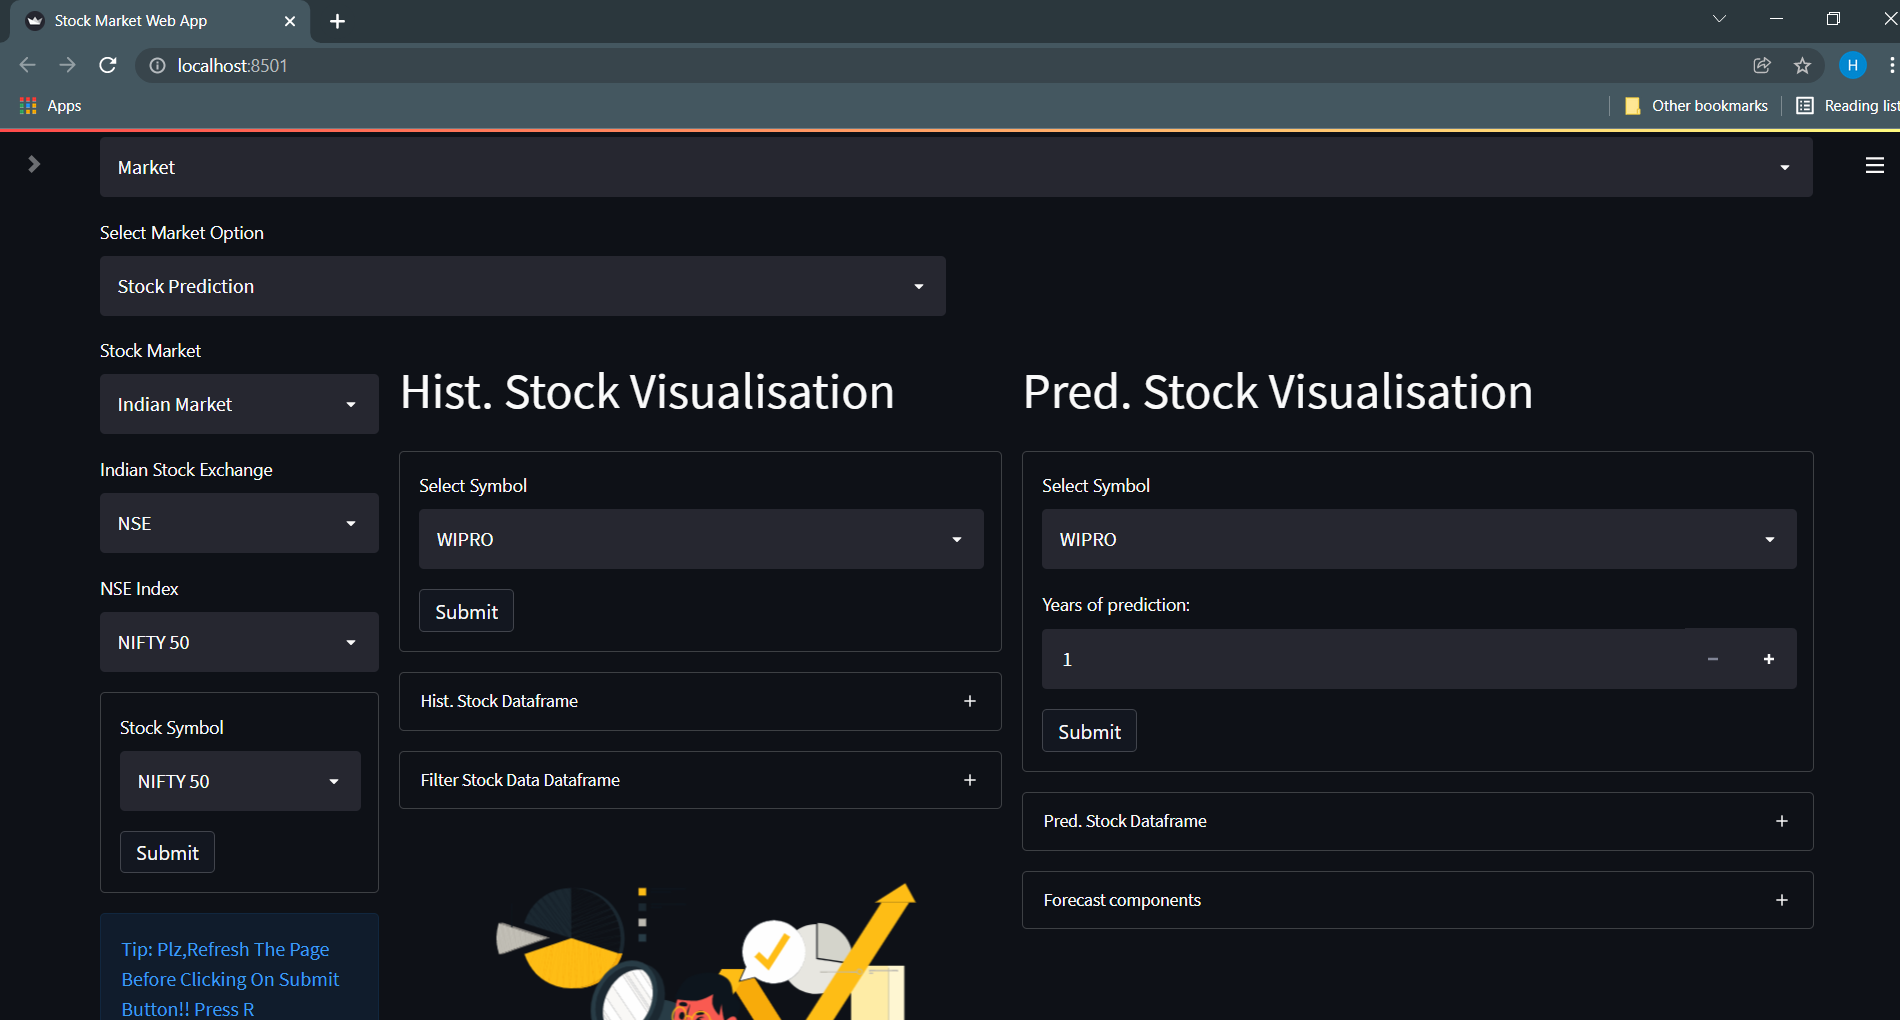 Stock Market Web App
localhost:8501
H
Apps
Other bookmarks
Reading list
Market
Select Market Option
Stock Prediction
Stock Market
Indian Market
Indian Stock Exchange
NSE
NSE Index
NIFTY 50
Stock Symbol
NIFTY 50
Submit
Tip: Plz,Refresh The Page
Before Clicking On Submit
Button!! Press R
Hist. Stock Visualisation
Select Symbol
WIPRO
Submit
Hist. Stock Dataframe
Filter Stock Data Dataframe
Pred. Stock Visualisation
Select Symbol
WIPRO
Years of prediction:
1
Submit
Pred. Stock Dataframe
Forecast components